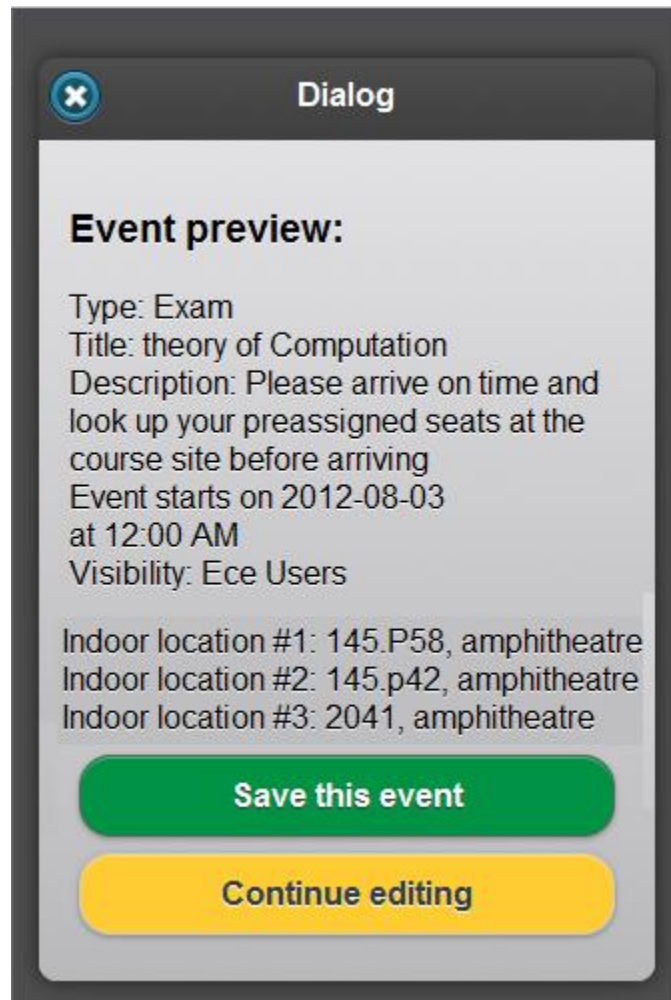 Dialog
Event preview:
Type: Exam
Title: theory of Computation
Description: Please arrive on time and
look up your preassigned seats at the
course site before arriving
Event starts on 2012-08-03
at 12:00 AM
Visibility: Ece Users
Indoor location #1: 145.P58, amphitheatre
Indoor location #2: 145.p42, amphitheatre
Indoor location #3: 2041, amphitheatre
Save this event
Continue editing